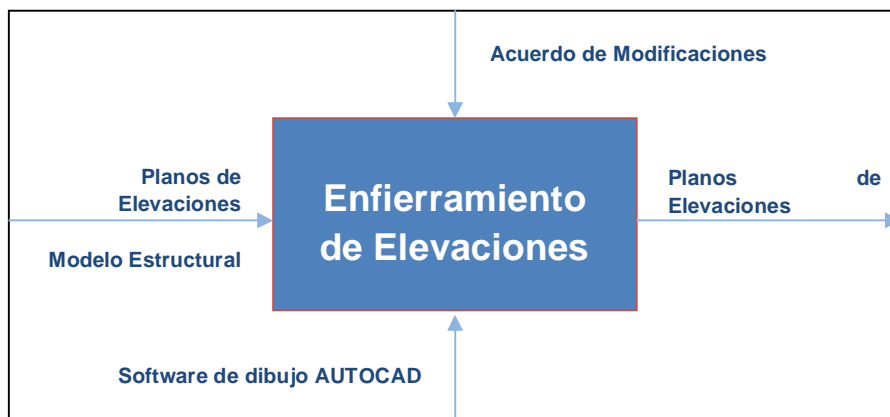 Acuerdo de Modificaciones
Planos de
Elevaciones
Modelo Estructural
Enfierramiento
de Elevaciones
Planos de
Elevaciones
Software de dibujo AUTOCAD